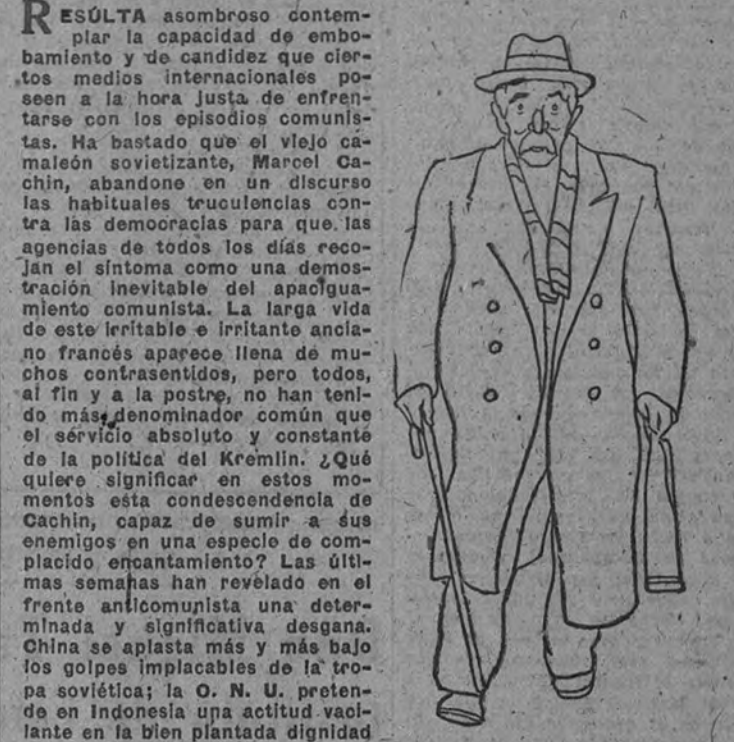 RESÚLTA asombroso contem-
plar la capacidad de embo-
bamiento y de candidez que cier-
tos medios internacionales po-
seen a la hora justa de enfren-
tarse con los episodios comunis-
tas. Ha bastado que el viejo ca-
maleón sovietizante, Marcel Ca-
chin, abandone en un discurso
las habituales truculencias con-
tra las democracias para que las
agencias de todos los días reco-
jan el síntoma como una demos-
tración inevitable del apacigua-
miento comunista. La larga vida
de este irritable e irritante ancia-
no francés aparece llena de mu-
chos contrasentidos, pero todos,
al fin y a la postre, no han teni-
do más denominador común que
el servicio absoluto y constante
de la política del Kremlin. ¿Qué
quiere significar en estos mo-
mentos esta condescendencia de
Cachin, capaz de sumir a sus
enemigos en una especie de com-
placido encantamiento? Las últi-
mas semanas han revelado en el
frente anticomunista una deter-
minada y significativa desgana.
China se aplasta más y más bajo
los golpes implacables de la tro-
pa soviética; la O. N. U. preten-
de en Indonesia una actitud vaci-
lante en la bien plantada dignidad